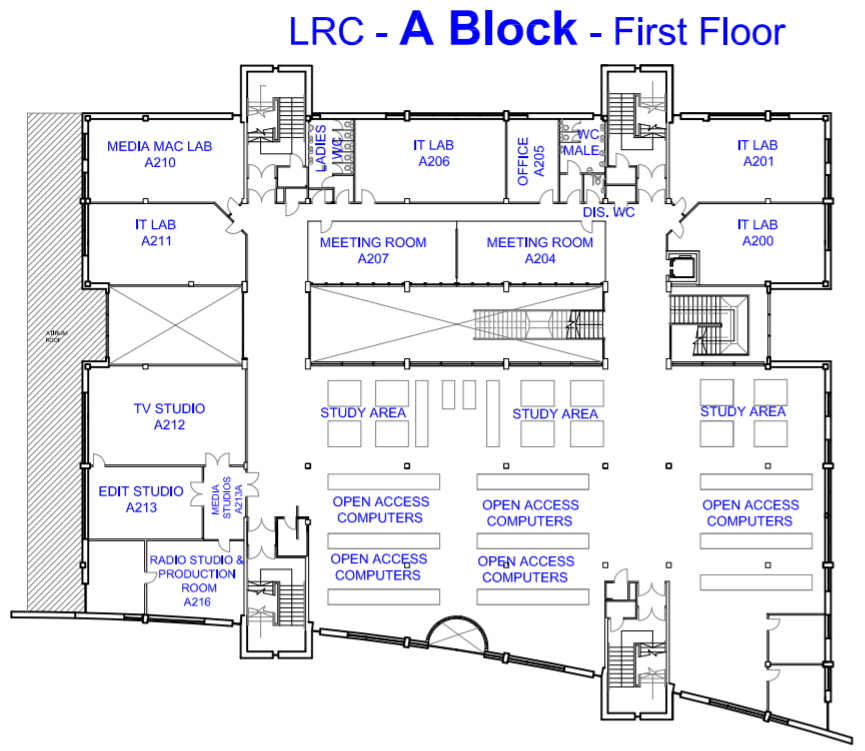 LRC - A Block - First Floor
MEDIA MAC LAB
A210
LADIES
WC
IT LAB
A206
OFFICE
A205
WC
MALE
IT LAB
A201
DIS. WC
IT LAB
A211
MEETING ROOM
A207
MEETING ROOM
A204
IT LAB
A200
ATRIUM
ROOF
TV STUDIO
A212
STUDY AREA
STUDY AREA
STUDY AREA
EDIT STUDIO
A213
MEDIA
STUDIOS
A213A
OPEN ACCESS
COMPUTERS
OPEN ACCESS
COMPUTERS
OPEN ACCESS
COMPUTERS
RADIO STUDIO &
PRODUCTION
ROOM
A216
OPEN ACCESS
COMPUTERS
OPEN ACCESS
COMPUTERS